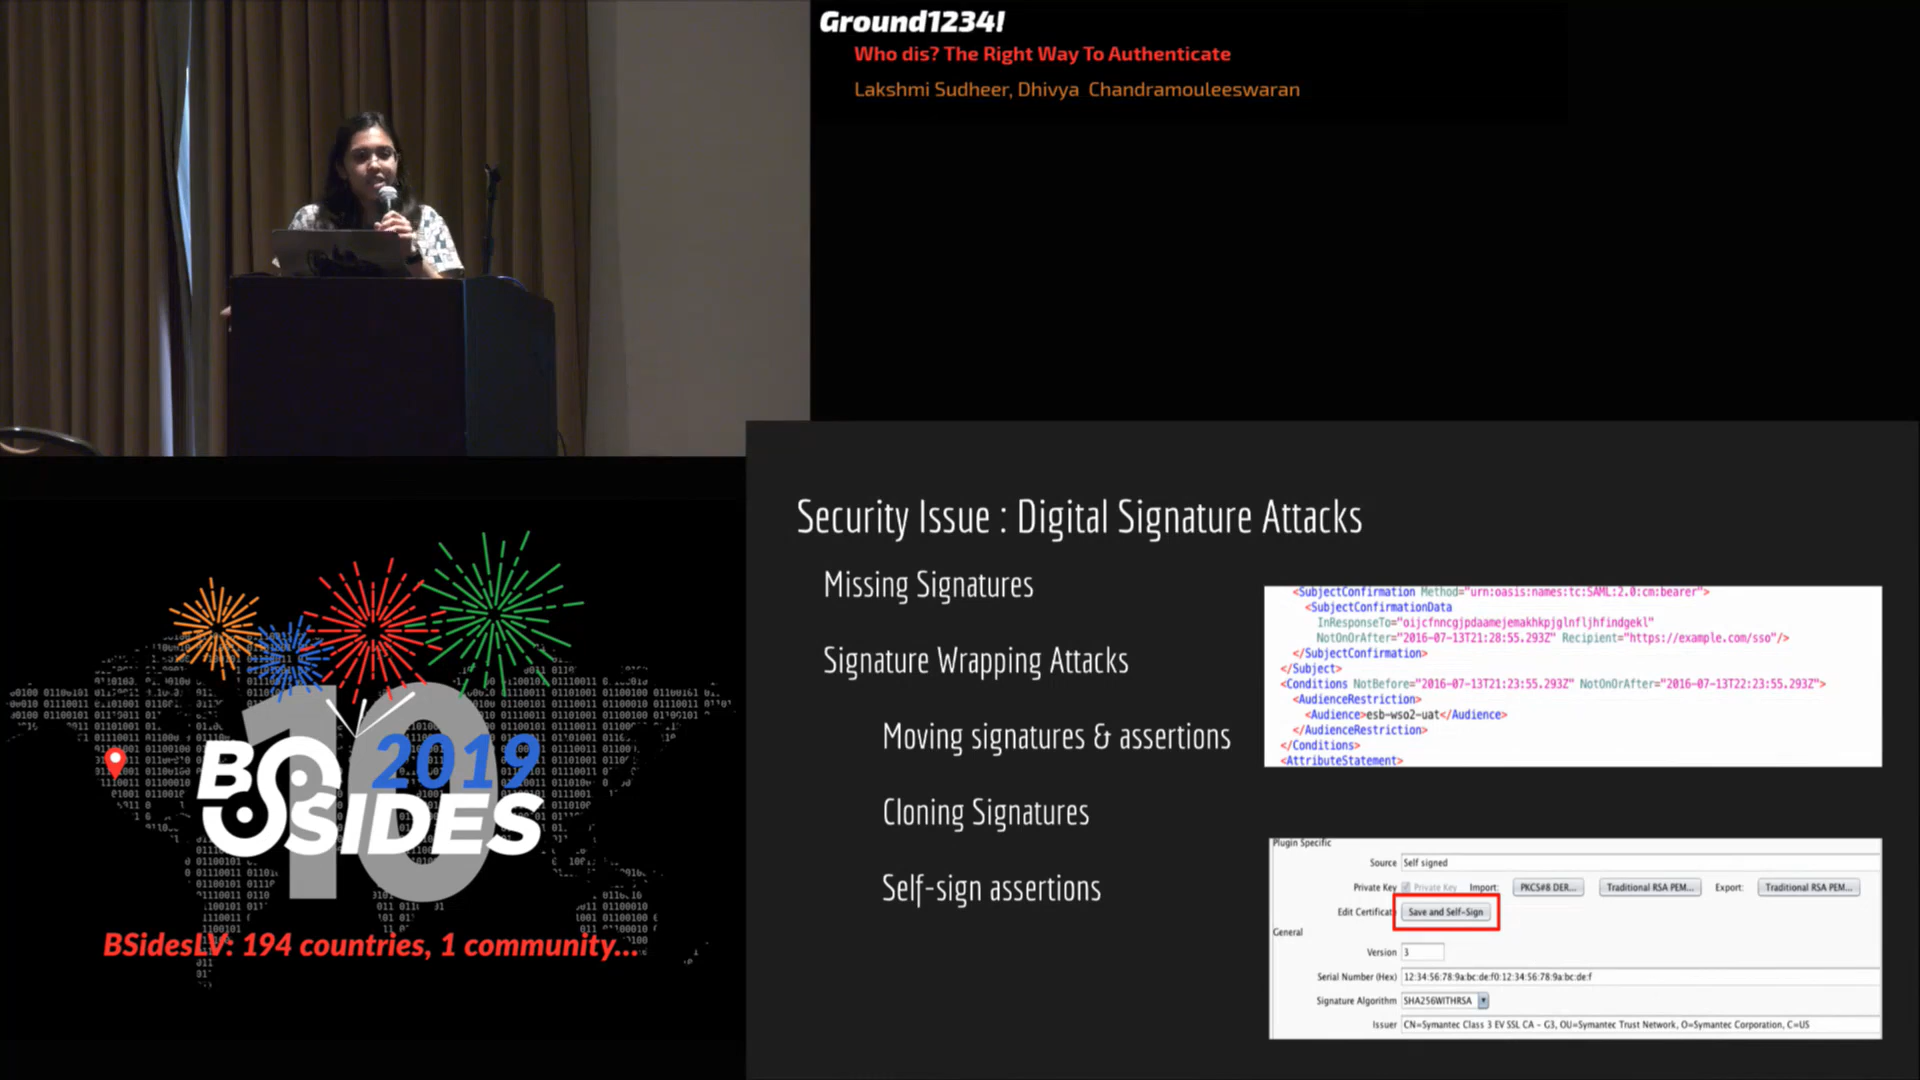 Ground1234!
Who dis? The Right Way To Authenticate
Lakshmi Sudheer, Dhivya Chandramouleeswaran
Security Issue : Digital Signature Attacks
Missing Signatures
Signature Wrapping Attacks
Moving signatures & assertions
Cloning Signatures
Self-sign assertions
<SubjectConfirmation Method="urn:oasis:names:tc:SAML:2.0:cm:bearer">
<SubjectConfirmationData
InResponseTo="oijcfnncgjpdaamejemakhkpjglnfljhfindgekl"
NotOnOrAfter="2016-07-13T21:28:55.293Z" Recipient="https://example.com/sso"/>
</SubjectConfirmation>
</Subject>
<Conditions NotBefore="2016-07-13T21:23:55.293Z" NotOnOrAfter="2016-07-13T22:23:55.293Z">
<AudienceRestriction>
<Audience>esb-wso2-uat</Audience>
</AudienceRestriction>
</Conditions>
<AttributeStatement>
Plugin Specific
Source Self signed
Private Key Private Key Import: PKCS#8 DER... Traditional RSA PEM... Export: Traditional RSA PEM...
Edit Certificat Save and Self-Sign
General
Version 3
Serial Number (Hex) 12:34:56:78:9a:bc:de:f0:12:34:56:78:9a:bc:de:f
Signature Algorithm SHA256WITHRSA
Issuer CN=Symantec Class 3 EV SSL CA - G3, OU=Symantec Trust Network, O=Symantec Corporation, C=US
10
BSIDES 2019
BSidesLV: 194 countries, 1 community...